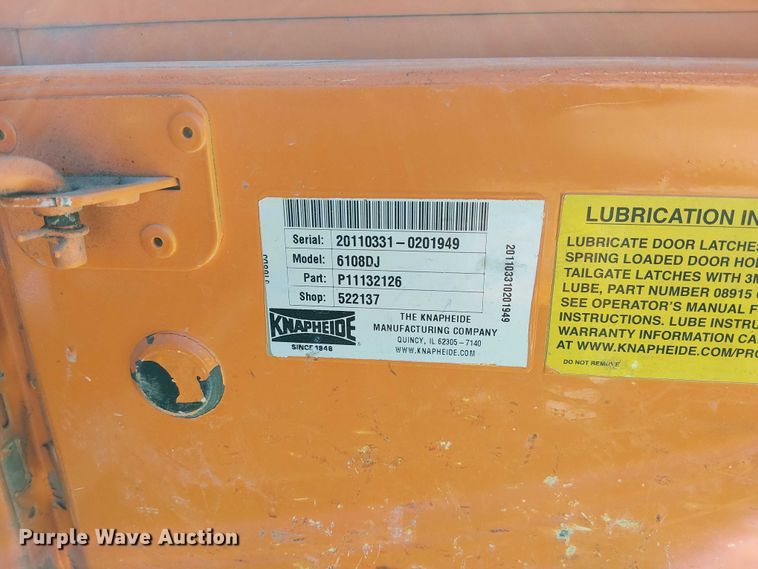 Serial: 20110331-0201949
Model: 6108DJ
Part: P11132126
Shop: 522137
KNAPHEIDE
SINCE 1848
THE KNAPHEIDE
MANUFACTURING COMPANY
QUINCY, IL 62305-7140
WWW.KNAPHEIDE.COM
201103310201949
LUBRICATION IN
LUBRICATE DOOR LATCHES
SPRING LOADED DOOR HOL
TAILGATE LATCHES WITH 3M
LUBE, PART NUMBER 08915
SEE OPERATOR'S MANUAL F
INSTRUCTIONS. LUBE INSTRU
WARRANTY INFORMATION CA
AT WWW.KNAPHEIDE.COM/PRO
DO NOT REMOVE
Purple Wave Auction